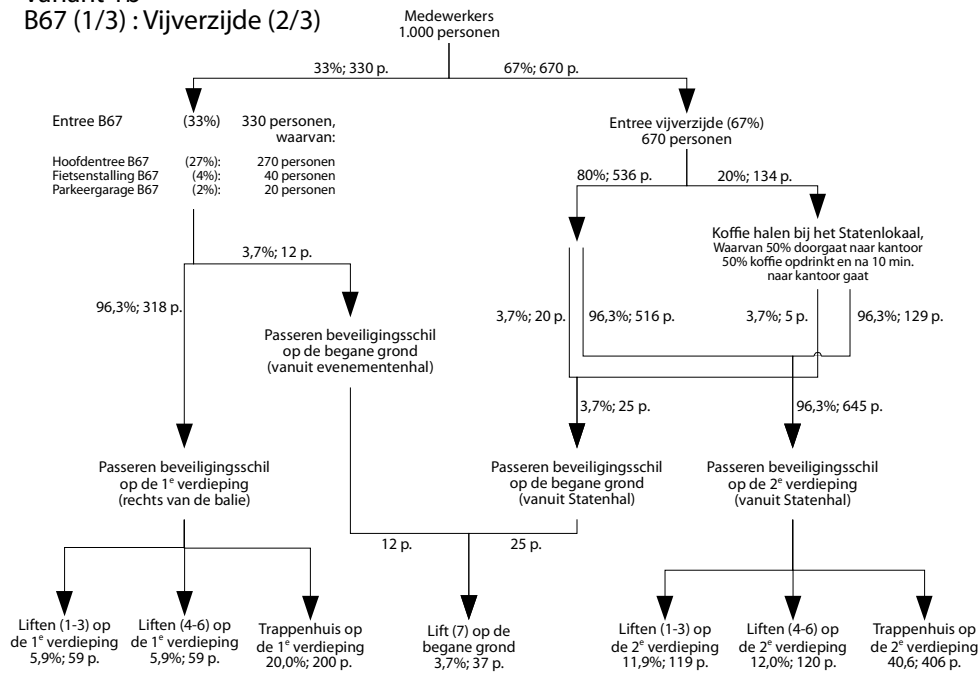 B67 (1/3) : Vijverzijde (2/3)
Medewerkers
1.000 personen
33%; 330 p.
67%; 670 p.
Entree B67 (33%) 330 personen,
waarvan:
Hoofdentree B67 (27%): 270 personen
Fietsenstalling B67 (4%): 40 personen
Parkeergarage B67 (2%): 20 personen
Entree vijverzijde (67%)
670 personen
80%; 536 p.
20%; 134 p.
Koffie halen bij het Statenlokaal,
Waarvan 50% doorgaat naar kantoor
50% koffie opdrinkt en na 10 min.
naar kantoor gaat
3,7%; 12 p.
96,3%; 318 p.
Passeren beveiligingsschil
op de begane grond
(vanuit evenementenhal)
3,7%; 20 p.
96,3%; 516 p.
3,7%; 5 p.
96,3%; 129 p.
3,7%; 25 p.
96,3%; 645 p.
Passeren beveiligingsschil
op de 1e verdieping
(rechts van de balie)
Passeren beveiligingsschil
op de begane grond
(vanuit Statenhal)
Passeren beveiligingsschil
op de 2e verdieping
(vanuit Statenhal)
12 p.
25 p.
Liften (1-3) op
de 1e verdieping
5,9%; 59 p.
Liften (4-6) op
de 1e verdieping
5,9%; 59 p.
Trappenhuis op
de 1e verdieping
20,0%; 200 p.
Lift (7) op de
begane grond
3,7%; 37 p.
Liften (1-3) op
de 2e verdieping
11,9%; 119 p.
Liften (4-6) op
de 2e verdieping
12,0%; 120 p.
Trappenhuis op
de 2e verdieping
40,6; 406 p.